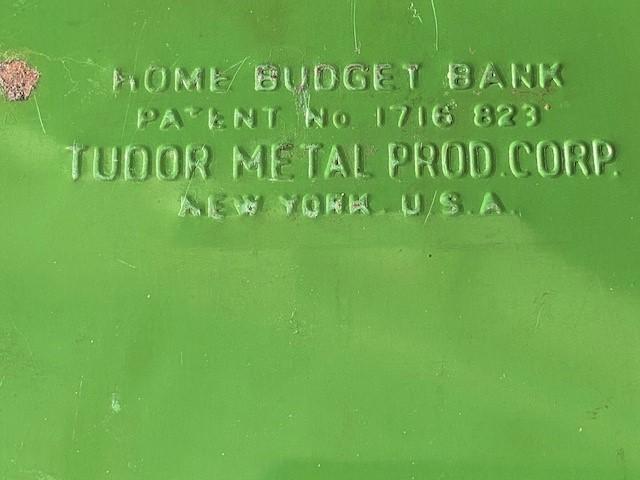 HOME BUDGET BANK
PATENT No 1716 823
TUDOR METAL PROD. CORP.
NEW YORK. U.S.A.